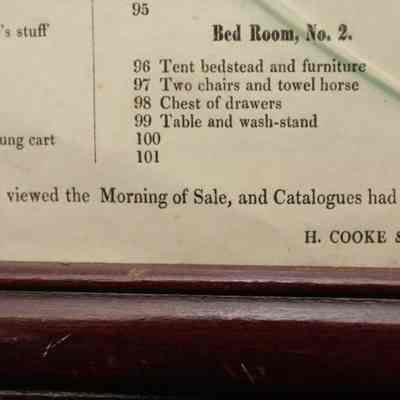 95
's stuff
Bed Room, No. 2.
96 Tent bedstead and furniture
97 Two chairs and towel horse
98 Chest of drawers
99 Table and wash-stand
ung cart
100
101
viewed the Morning of Sale, and Catalogues had
H. COOKE &